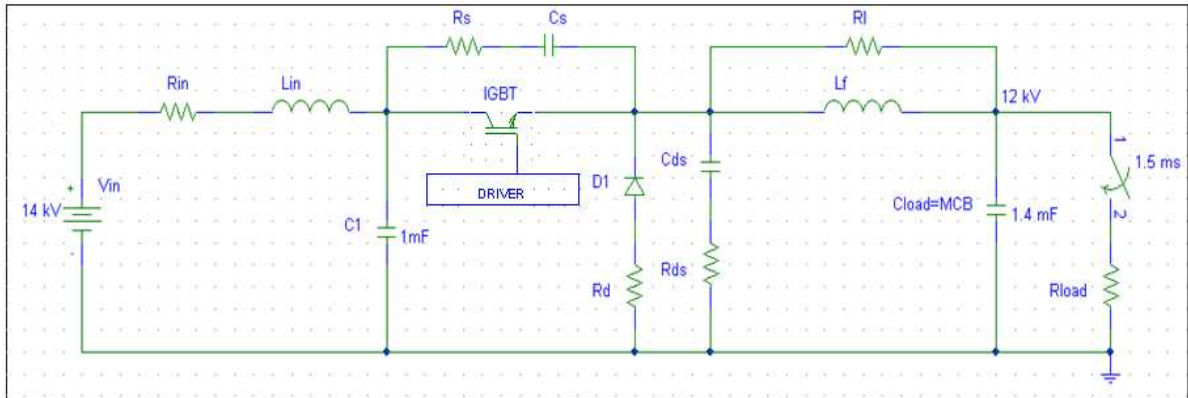 Rs
Cs
Rl
Rin
Lin
IGBT
Lf
12 kV
1
1.5 ms
Cds
D1
DRIVER
+
Vin
14 kV
-
C1
1mF
Cload=MCB
1.4 mF
2
Rd
Rds
Rload